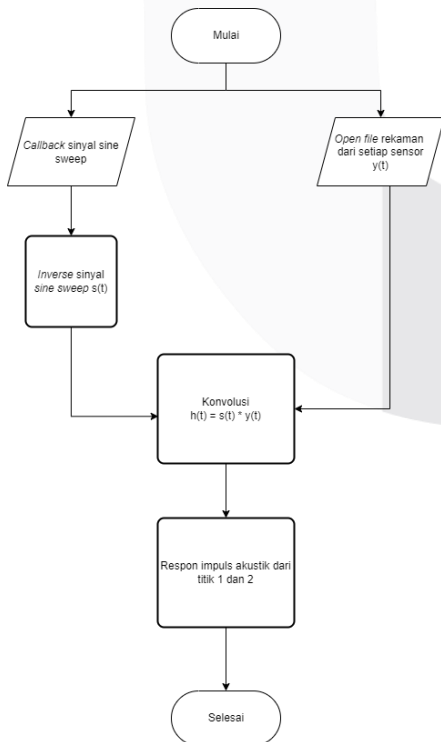 Mulai
Callback sinyal sine
sweep
Open file rekaman
dari setiap sensor
y(t)
Inverse sinyal
sine sweep s(t)
Konvolusi
h(t) = s(t) * y(t)
Respon impuls akustik dari
titik 1 dan 2
Selesai